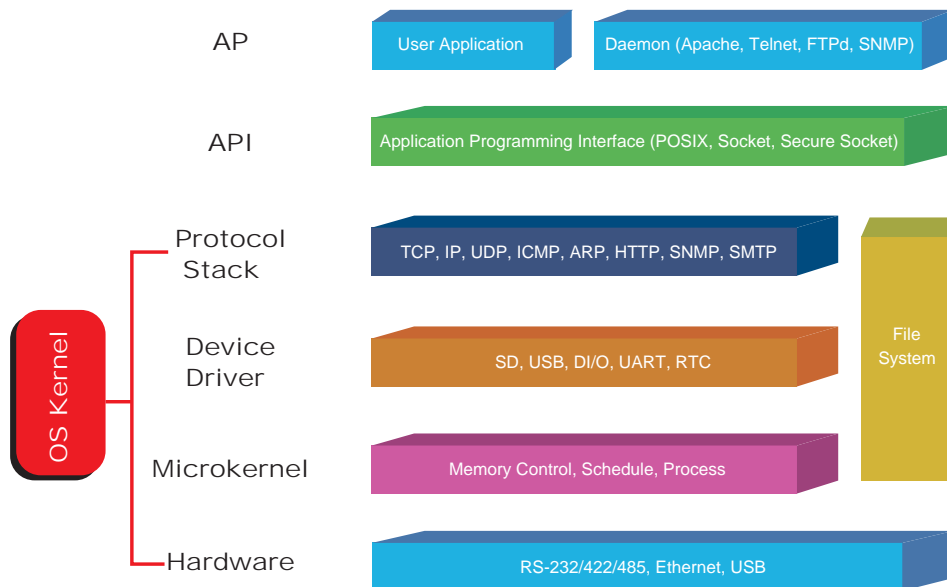 AP
User Application
Daemon (Apache, Telnet, FTPd, SNMP)
API
Application Programming Interface (POSIX, Socket, Secure Socket)
Protocol
Stack
TCP, IP, UDP, ICMP, ARP, HTTP, SNMP, SMTP
OS Kernel
Device
Driver
SD, USB, DI/O, UART, RTC
File
System
Microkernel
Memory Control, Schedule, Process
Hardware
RS-232/422/485, Ethernet, USB